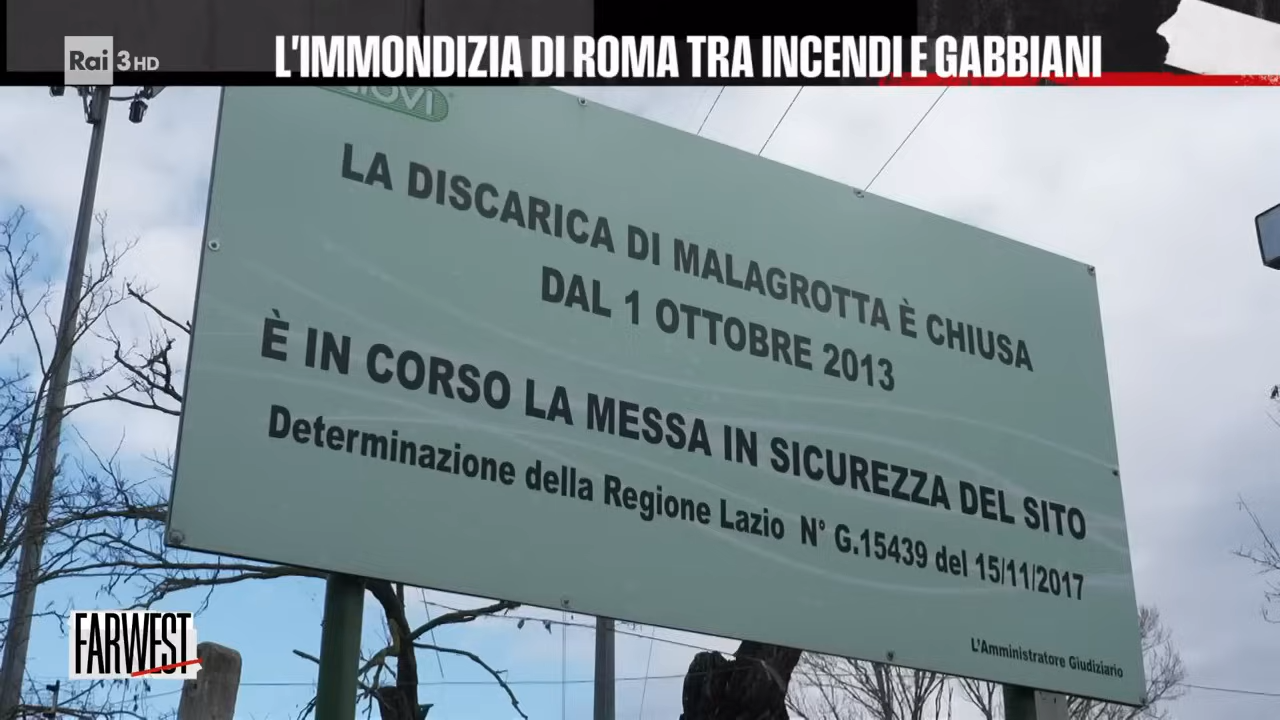 Rai 3HD
L'IMMONDIZIA DI ROMA TRA INCENDI E GABBIANI
LA DISCARICA DI MALAGROTTA È CHIUSA
DAL 1 OTTOBRE 2013
È IN CORSO LA MESSA IN SICUREZZA DEL SITO
Determinazione della Regione Lazio N° G.15439 del 15/11/2017
L'Amministratore Giudiziario
FARWEST